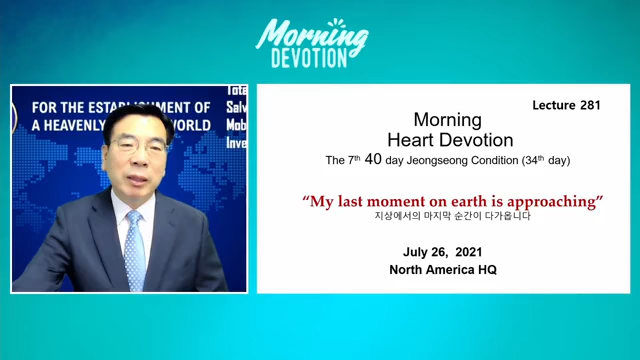 Morning
DEVOTION
FOR THE ESTABLISHMENT OF
A HEAVENLY WORLD
Lecture 281
Morning
Heart Devotion
The 7th 40 day Jeongseong Condition (34th day)
“My last moment on earth is approaching”
지상에서의 마지막 순간이 다가옵니다
July 26, 2021
North America HQ